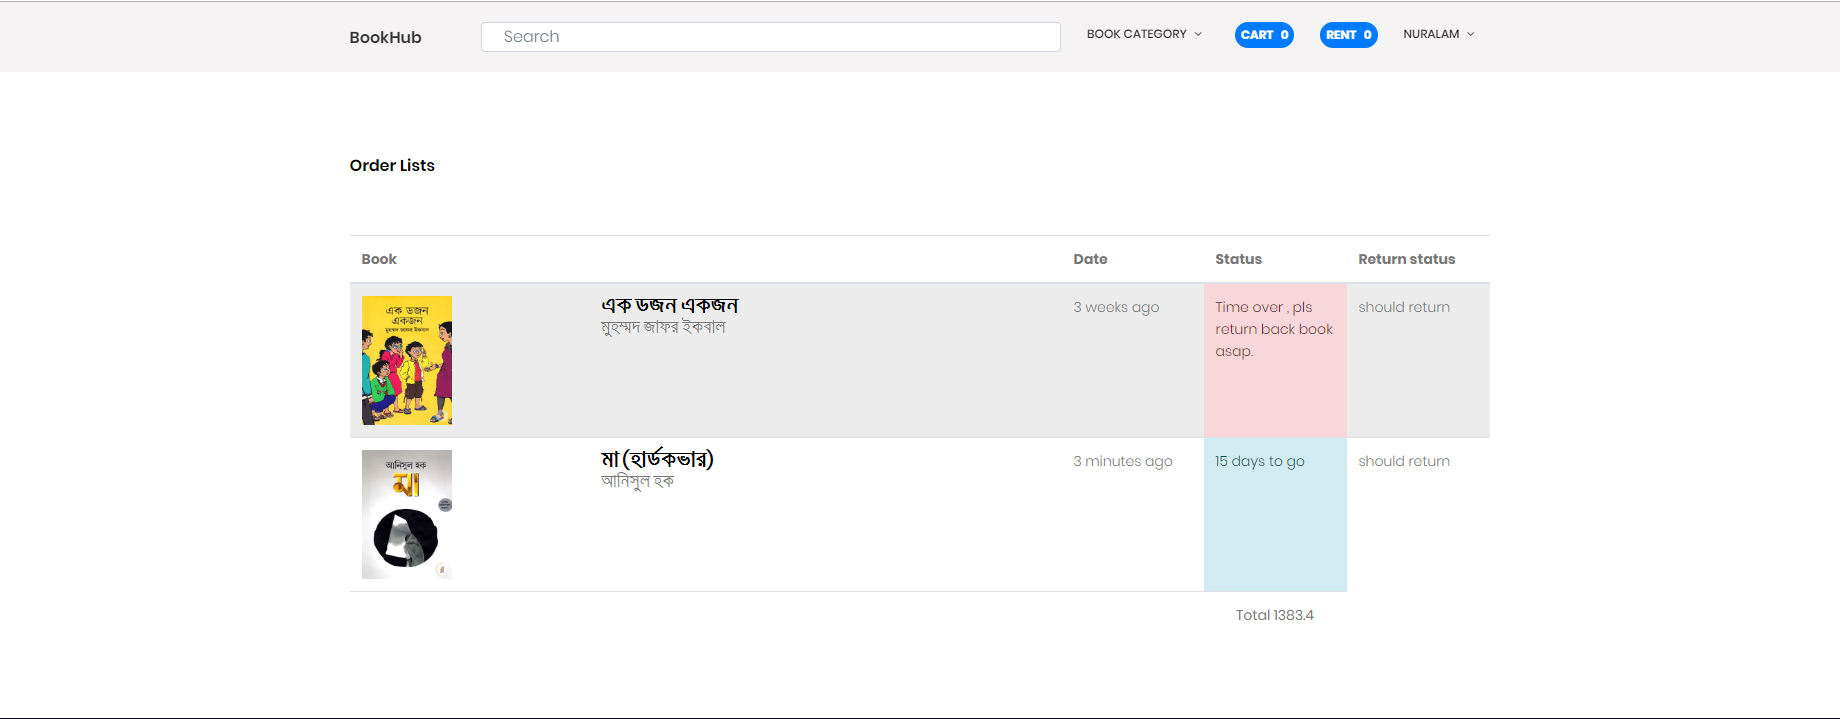 BookHub
Search
BOOK CATEGORY
CART 0
RENT 0
NURALAM
Order Lists
Book Date Status Return status
এক ডজন
একজন
মুহম্মদ জাফর ইকবাল
এক ডজন একজন
মুহম্মদ জাফর ইকবাল
3 weeks ago
Time over , pls
return back book
asap.
should return
আনিসুল হক
মা
মা (হার্ডকভার)
আনিসুল হক
3 minutes ago
15 days to go
should return
Total 1383.4